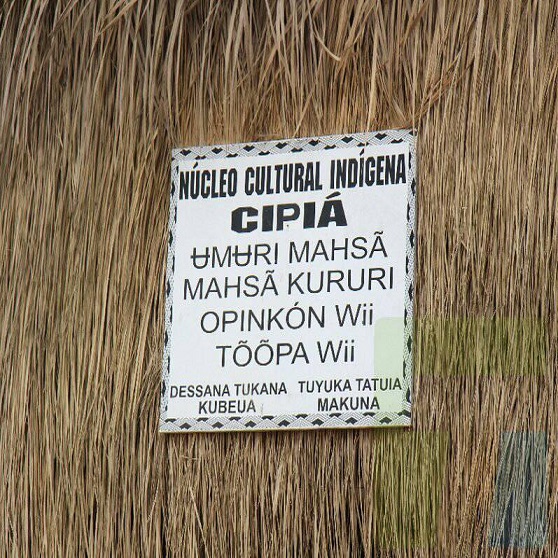 NÚCLEO CULTURAL INDÍGENA
CIPIÁ
ɄMɄRI MAHSÃ
MAHSÃ KURURI
OPINKÓN Wii
TÕÕPA Wii
DESSANA TUKANA TUYUKA TATUIA
KUBEUA MAKUNA